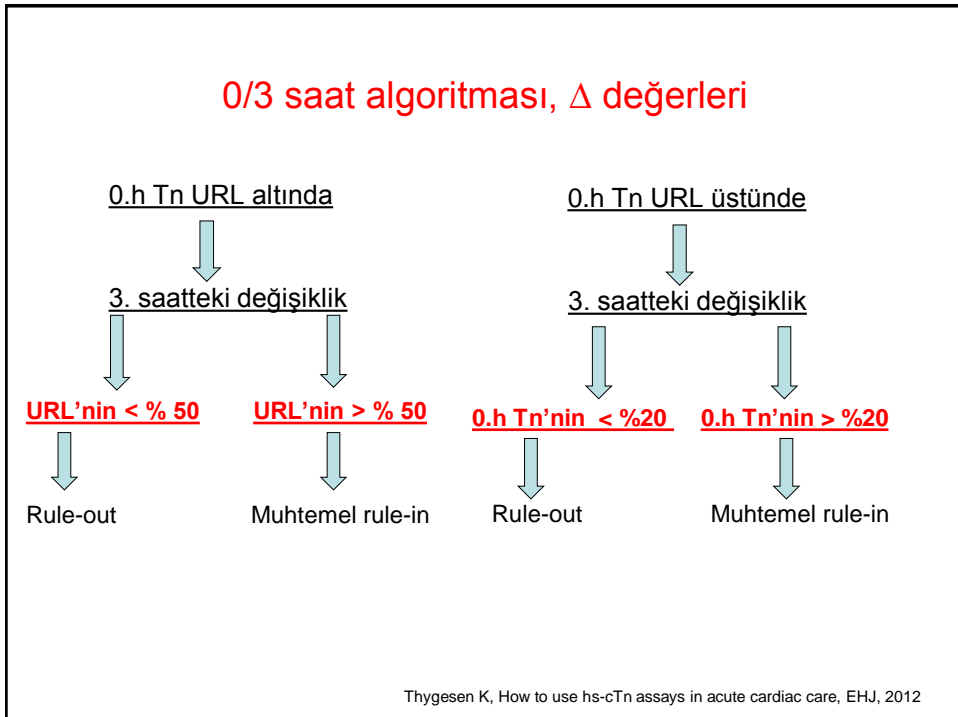 0/3 saat algoritması, Δ değerleri
0.h Tn URL altında
3. saatteki değişiklik
URL’nin < % 50
URL’nin > % 50
Rule-out
Muhtemel rule-in
0.h Tn URL üstünde
3. saatteki değişiklik
0.h Tn’nin < %20
0.h Tn’nin > %20
Rule-out
Muhtemel rule-in
Thygesen K, How to use hs-cTn assays in acute cardiac care, EHJ, 2012